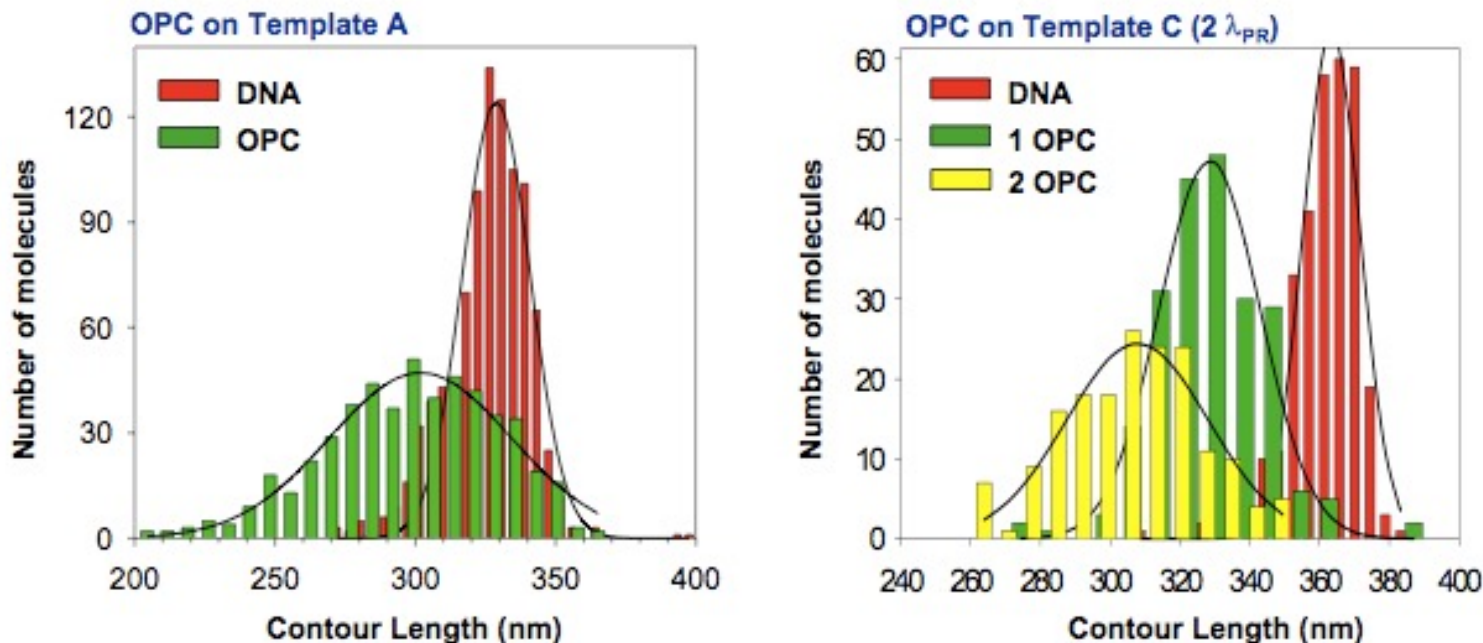 OPC on Template A
DNA
OPC
120
90
60
30
0
200
250
300
350
400
Number of molecules
Contour Length (nm)
OPC on Template C (2 λPR)
DNA
1 OPC
2 OPC
60
50
40
30
20
10
0
240
260
280
300
320
340
360
380
400
Number of molecules
Contour Length (nm)